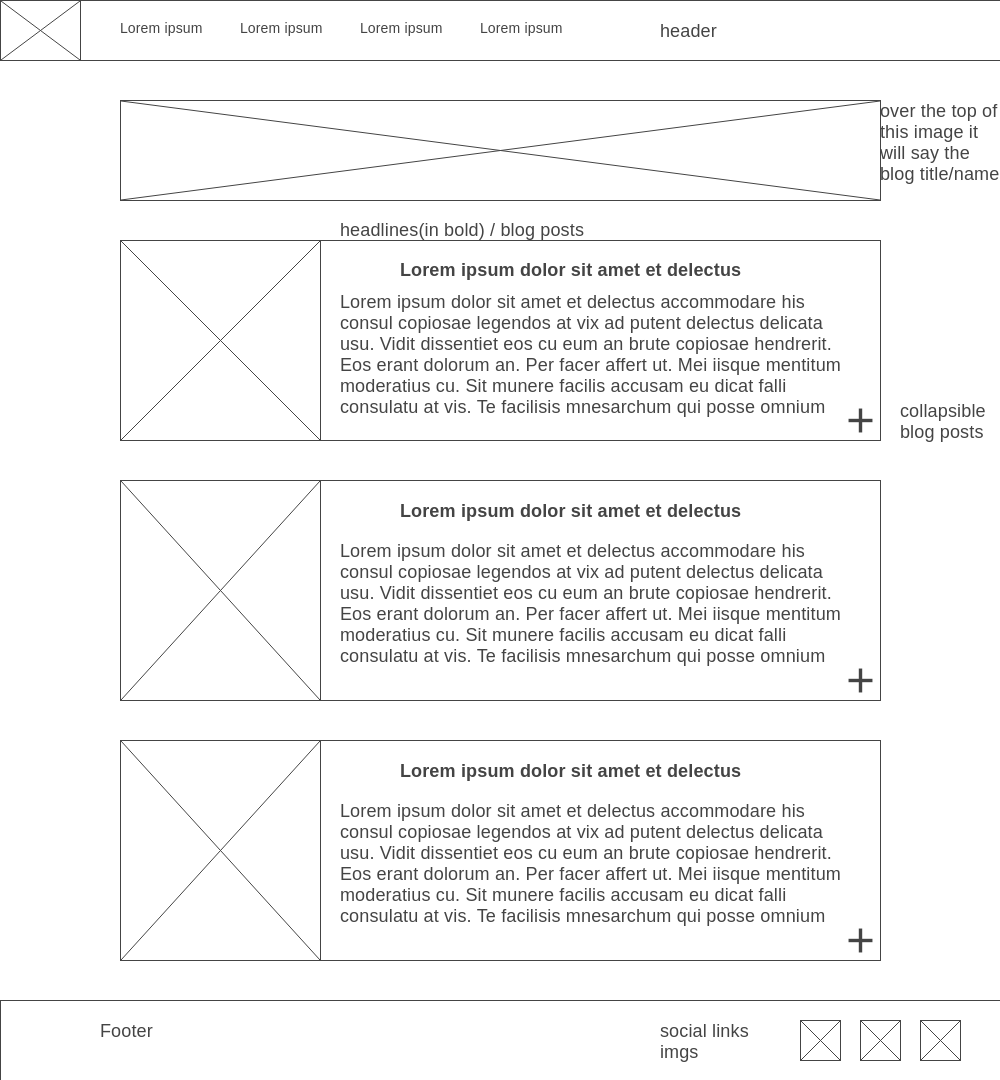 Lorem ipsum Lorem ipsum Lorem ipsum Lorem ipsum header
over the top of
this image it
will say the
blog title/name
headlines(in bold) / blog posts
Lorem ipsum dolor sit amet et delectus
Lorem ipsum dolor sit amet et delectus accommodare his
consul copiosae legendos at vix ad putent delectus delicata
usu. Vidit dissentiet eos cu eum an brute copiosae hendrerit.
Eos erant dolorum an. Per facer affert ut. Mei iisque mentitum
moderatius cu. Sit munere facilis accusam eu dicat falli
consulatu at vis. Te facilisis mnesarchum qui posse omnium
collapsible
blog posts
Lorem ipsum dolor sit amet et delectus
Lorem ipsum dolor sit amet et delectus accommodare his
consul copiosae legendos at vix ad putent delectus delicata
usu. Vidit dissentiet eos cu eum an brute copiosae hendrerit.
Eos erant dolorum an. Per facer affert ut. Mei iisque mentitum
moderatius cu. Sit munere facilis accusam eu dicat falli
consulatu at vis. Te facilisis mnesarchum qui posse omnium
Lorem ipsum dolor sit amet et delectus
Lorem ipsum dolor sit amet et delectus accommodare his
consul copiosae legendos at vix ad putent delectus delicata
usu. Vidit dissentiet eos cu eum an brute copiosae hendrerit.
Eos erant dolorum an. Per facer affert ut. Mei iisque mentitum
moderatius cu. Sit munere facilis accusam eu dicat falli
consulatu at vis. Te facilisis mnesarchum qui posse omnium
Footer
social links
imgs